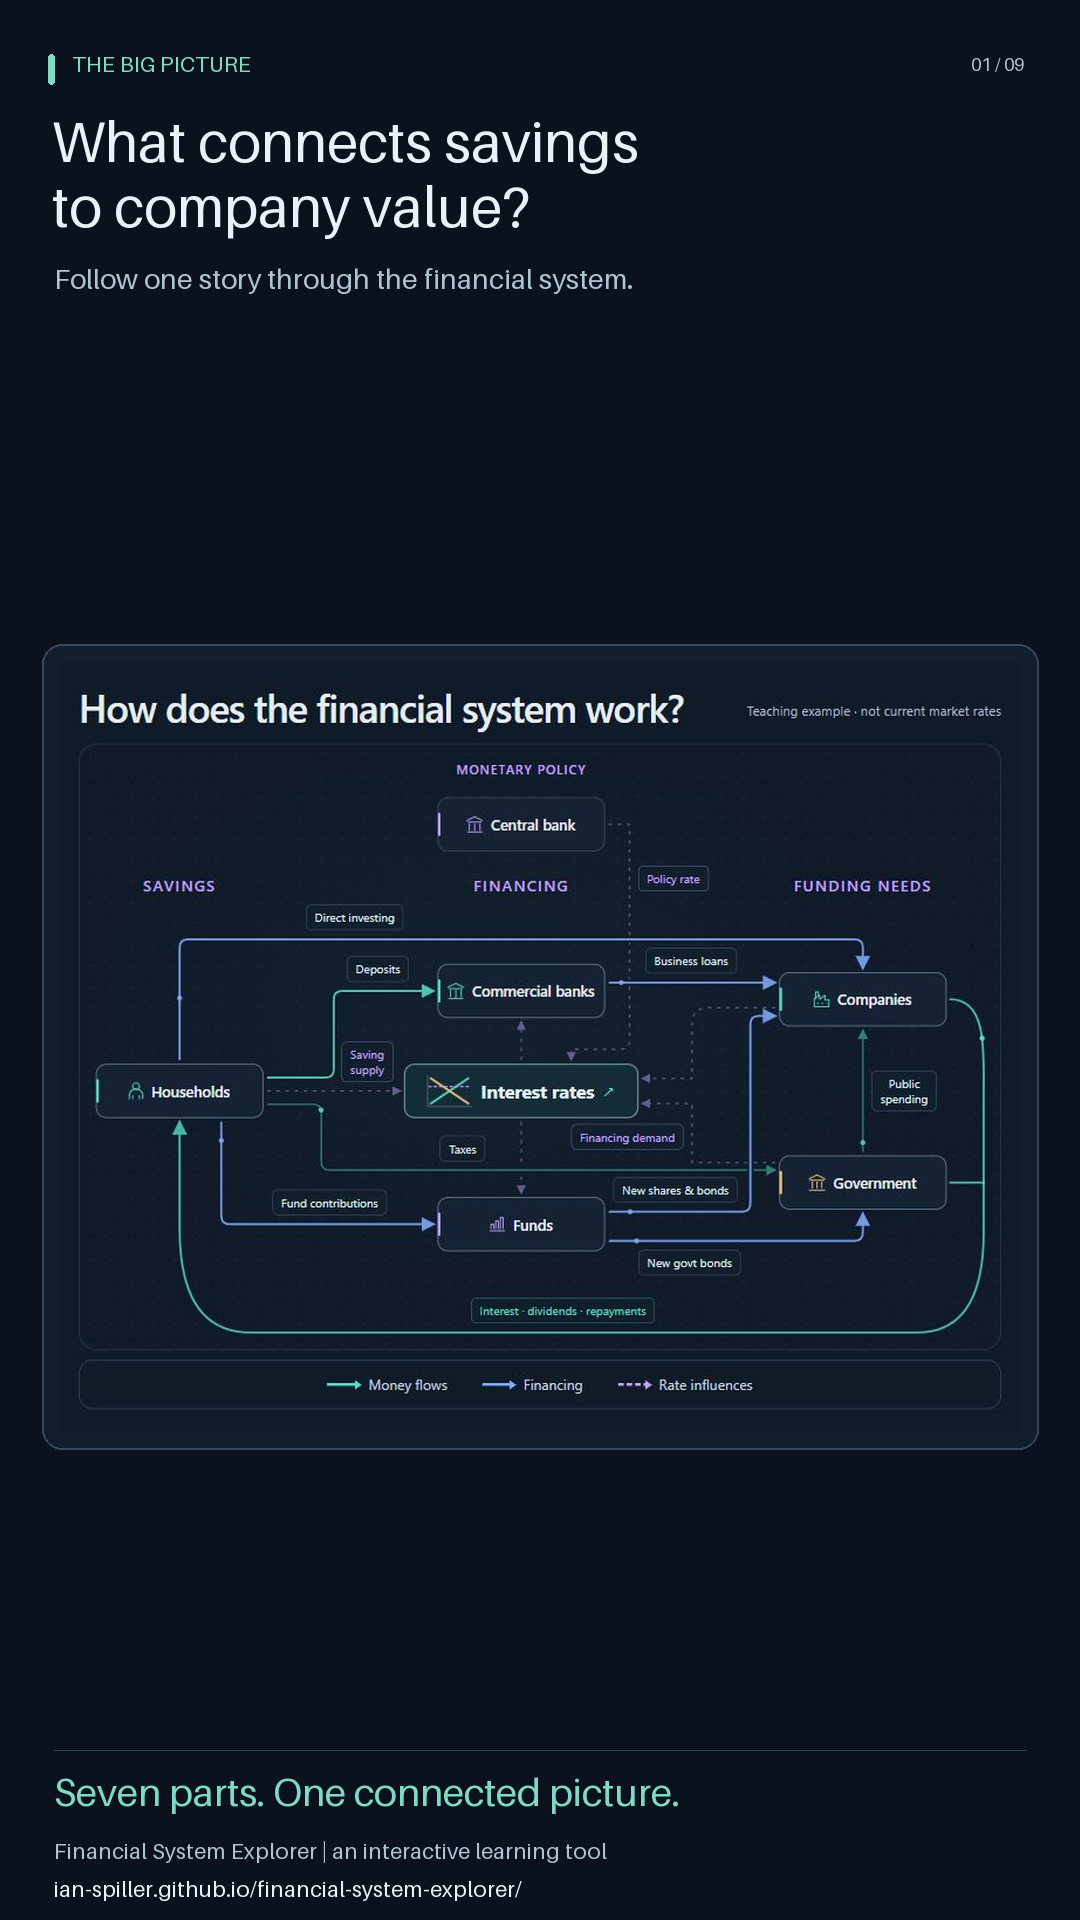 THE BIG PICTURE
01 / 09
What connects savings
to company value?
Follow one story through the financial system.
How does the financial system work?
Teaching example · not current market rates
MONETARY POLICY
Central bank
Policy rate
SAVINGS
FINANCING
FUNDING NEEDS
Direct investing
Deposits
Business loans
Commercial banks
Companies
Saving
supply
Households
Interest rates ↗
Public
spending
Financing demand
Taxes
Government
New shares & bonds
Fund contributions
Funds
New govt bonds
Interest · dividends · repayments
Money flows
Financing
Rate influences
Seven parts. One connected picture.
Financial System Explorer | an interactive learning tool
ian-spiller.github.io/financial-system-explorer/